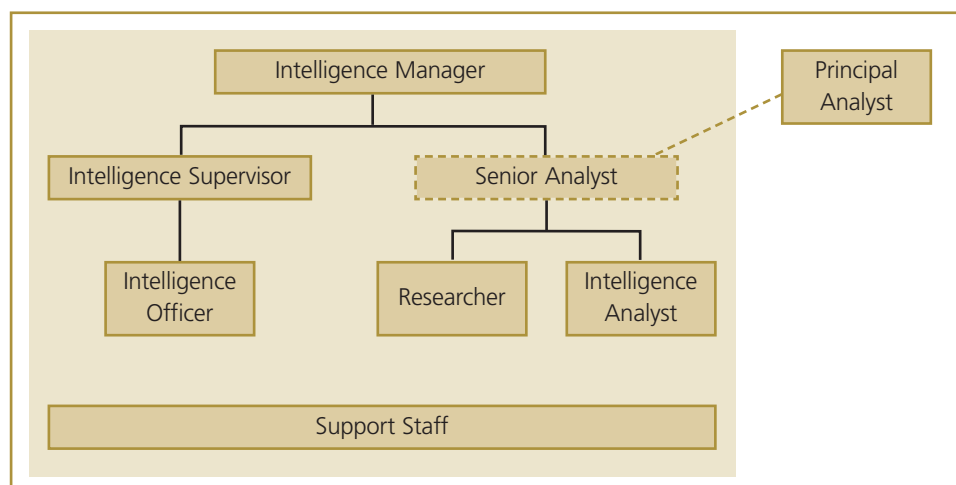 Intelligence Manager
Principal
Analyst
Intelligence Supervisor
Senior Analyst
Intelligence
Officer
Researcher
Intelligence
Analyst
Support Staff